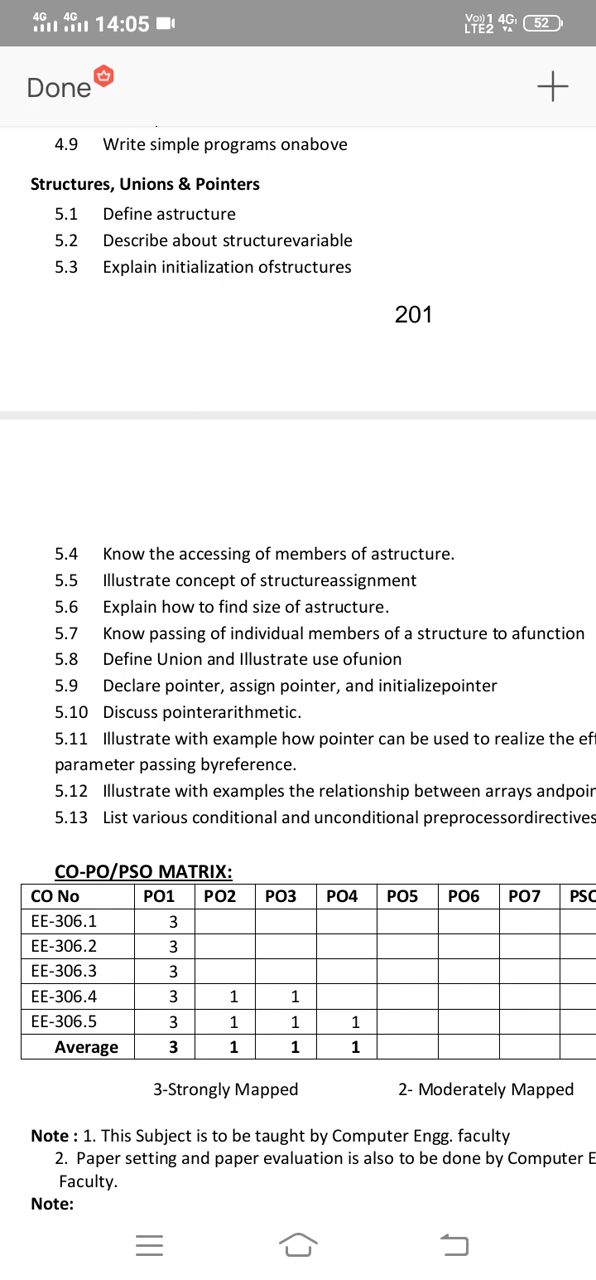 4G 4G 14:05 Vo)) 1 4G 52
LTE2
Done
4.9 Write simple programs onabove
Structures, Unions & Pointers
5.1 Define astructure
5.2 Describe about structurevariable
5.3 Explain initialization ofstructures
201
5.4 Know the accessing of members of astructure.
5.5 Illustrate concept of structureassignment
5.6 Explain how to find size of astructure.
5.7 Know passing of individual members of a structure to afunction
5.8 Define Union and Illustrate use ofunion
5.9 Declare pointer, assign pointer, and initializepointer
5.10 Discuss pointerarithmetic.
5.11 Illustrate with example how pointer can be used to realize the eff
parameter passing byreference.
5.12 Illustrate with examples the relationship between arrays andpoin
5.13 List various conditional and unconditional preprocessordirectives
CO-PO/PSO MATRIX:
CO No PO1 PO2 PO3 PO4 PO5 PO6 PO7 PSO
EE-306.1 3
EE-306.2 3
EE-306.3 3
EE-306.4 3 1 1
EE-306.5 3 1 1 1
Average 3 1 1 1
3-Strongly Mapped 2- Moderately Mapped
Note : 1. This Subject is to be taught by Computer Engg. faculty
2. Paper setting and paper evaluation is also to be done by Computer E
Faculty.
Note: